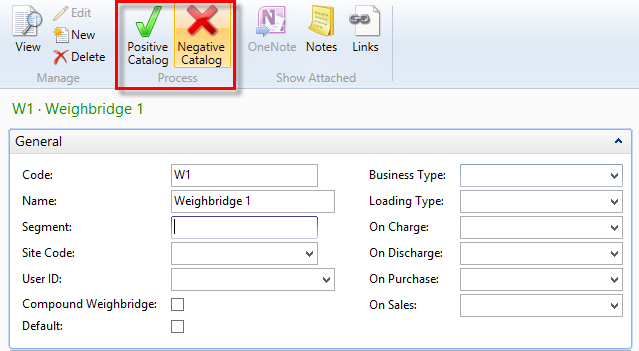 View
Edit
New
Delete
Manage
Positive
Catalog
Negative
Catalog
Process
OneNote
Notes
Links
Show Attached
W1 · Weighbridge 1
General
Code: W1
Business Type:
Name: Weighbridge 1
Loading Type:
Segment:
On Charge:
Site Code:
On Discharge:
User ID:
On Purchase:
Compound Weighbridge:
On Sales:
Default: